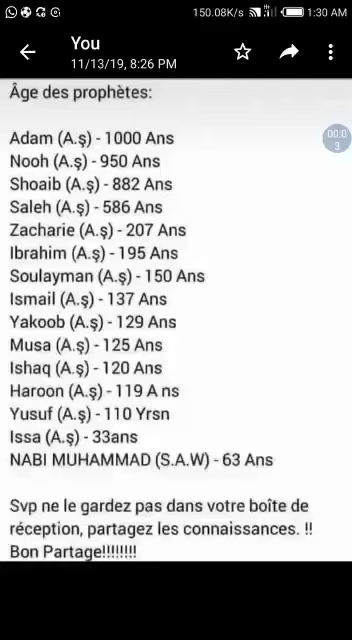 150.08K/s 1:30 AM
You
11/13/19, 8:26 PM
Âge des prophètes:
00:0
3
Adam (A.ş) - 1000 Ans
Nooh (A.ş) - 950 Ans
Shoaib (A.ş) - 882 Ans
Saleh (A.ş) - 586 Ans
Zacharie (A.ş) - 207 Ans
Ibrahim (A.ş) - 195 Ans
Soulayman (A.ş) - 150 Ans
Ismail (A.ş) - 137 Ans
Yakoob (A.ş) - 129 Ans
Musa (A.ş) - 125 Ans
Ishaq (A.ş) - 120 Ans
Haroon (A.ş) - 119 A ns
Yusuf (A.ş) - 110 Yrsn
Issa (A.ş) - 33ans
NABI MUHAMMAD (S.A.W) - 63 Ans
Svp ne le gardez pas dans votre boîte de
réception, partagez les connaissances. !!
Bon Partage!!!!!!!!